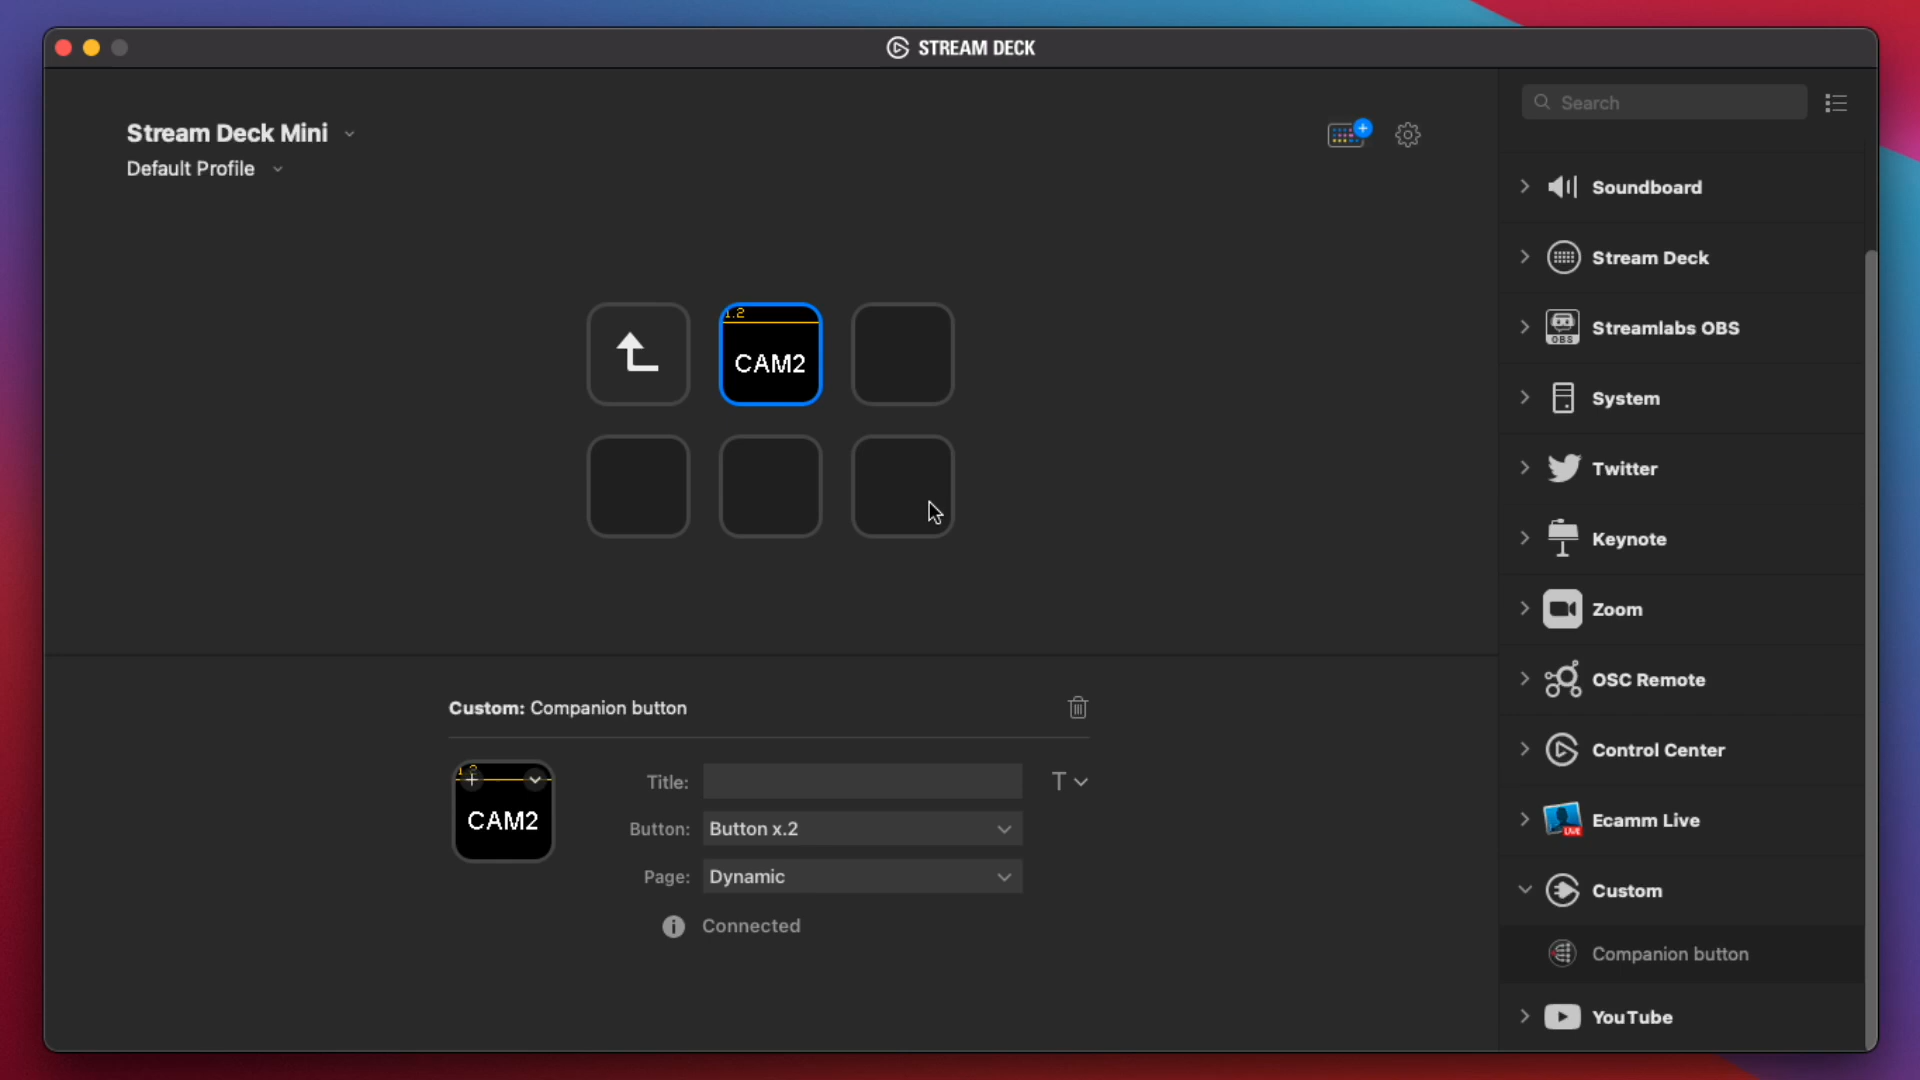 STREAM DECK
Search
Stream Deck Mini
Default Profile
Soundboard
Stream Deck
Streamlabs OBS
OBS
System
Twitter
Keynote
Zoom
OSC Remote
Control Center
Ecamm Live
LIVE
Custom
Companion button
YouTube
1.2
CAM2
Custom: Companion button
CAM2
Title:
T
Button: Button x.2
Page: Dynamic
Connected